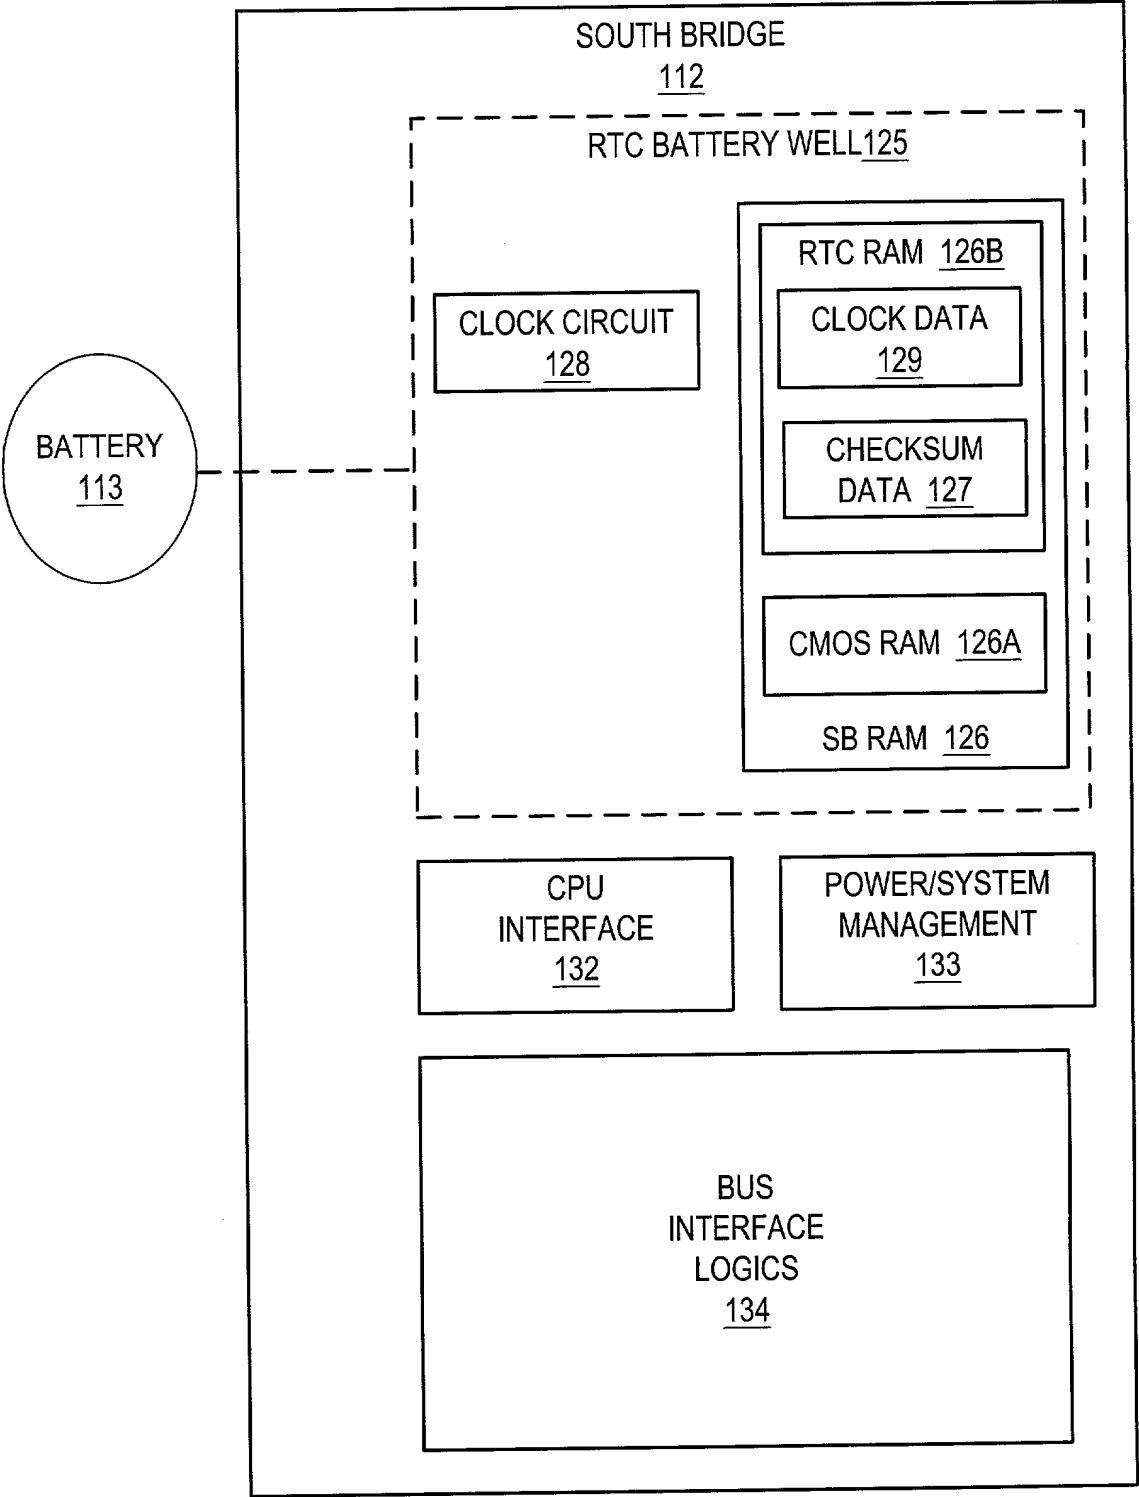 SOUTH BRIDGE
112
RTC BATTERY WELL125
RTC RAM 126B
CLOCK CIRCUIT
128
CLOCK DATA
129
BATTERY
113
CHECKSUM
DATA 127
CMOS RAM 126A
SB RAM 126
CPU
INTERFACE
132
POWER/SYSTEM
MANAGEMENT
133
BUS
INTERFACE
LOGICS
134